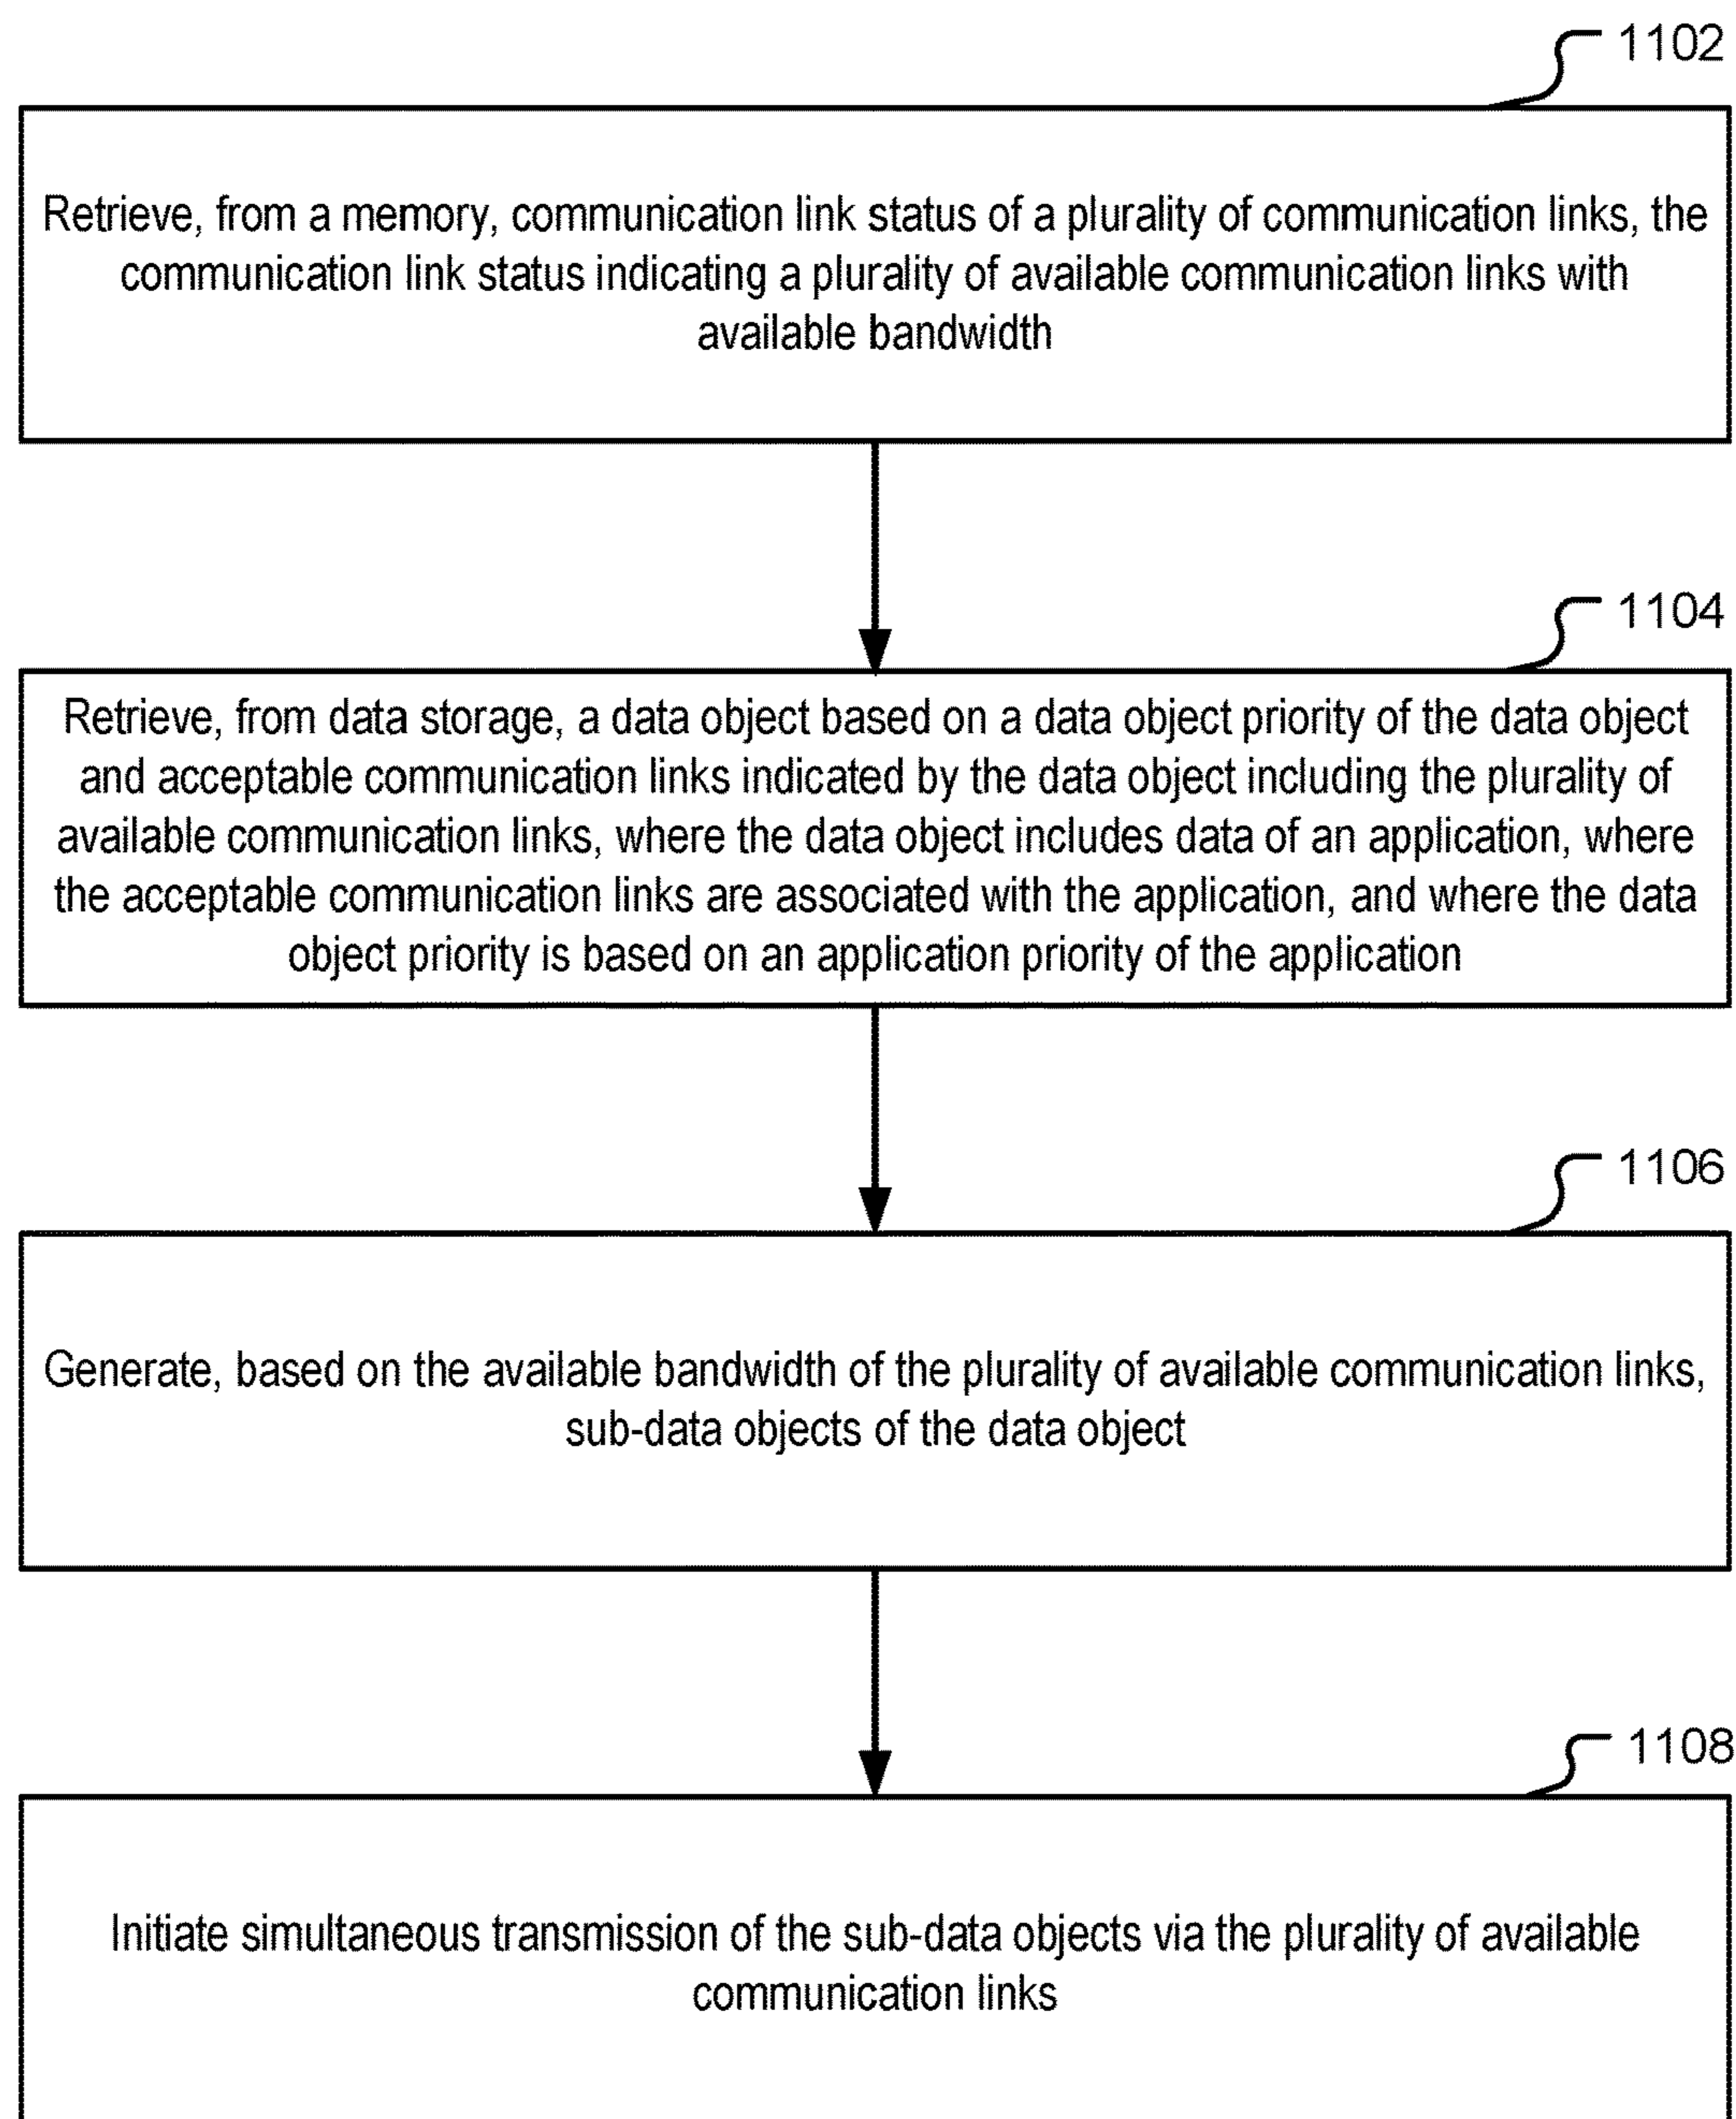 1102
Retrieve, from a memory, communication link status of a plurality of communication links, the
communication link status indicating a plurality of available communication links with
available bandwidth
1104
Retrieve, from data storage, a data object based on a data object priority of the data object
and acceptable communication links indicated by the data object including the plurality of
available communication links, where the data object includes data of an application, where
the acceptable communication links are associated with the application, and where the data
object priority is based on an application priority of the application
1106
Generate, based on the available bandwidth of the plurality of available communication links,
sub-data objects of the data object
1108
Initiate simultaneous transmission of the sub-data objects via the plurality of available
communication links